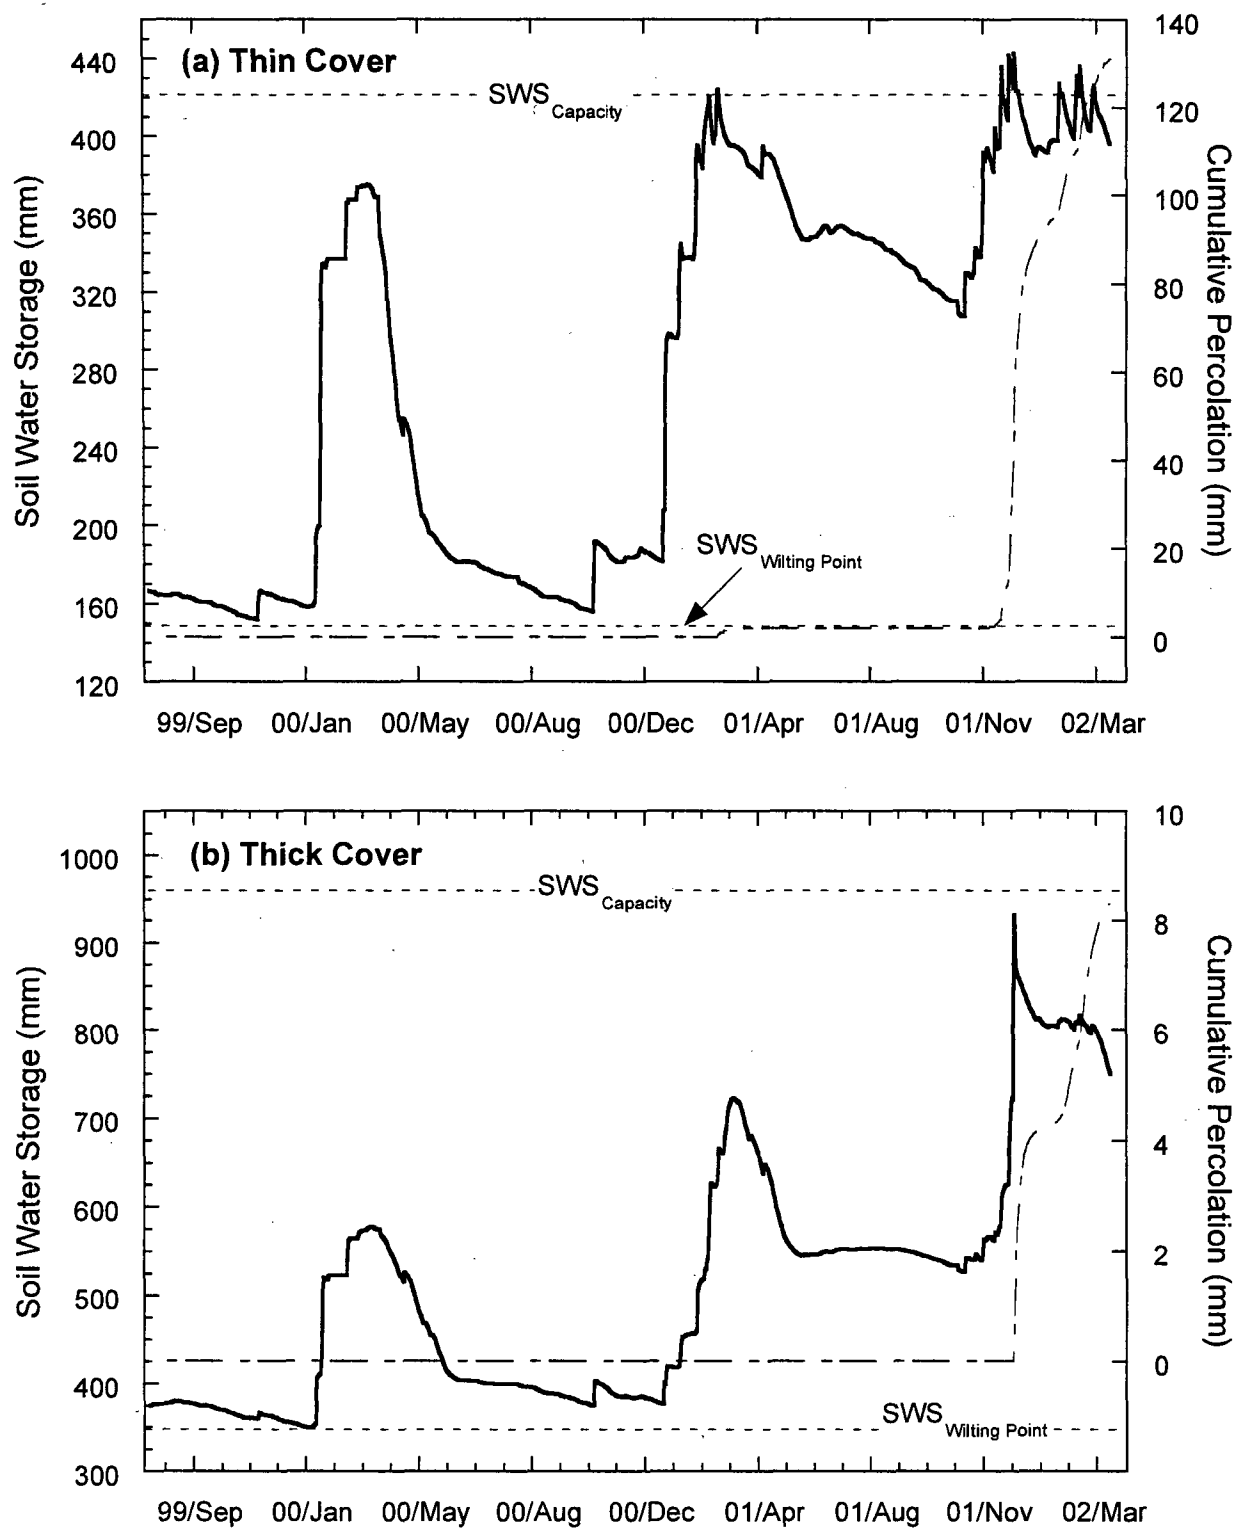 (a) Thin Cover
SWS Capacity
SWS Wilting Point
Soil Water Storage (mm)
440
400
360
320
280
240
200
160
120
Cumulative Percolation (mm)
140
120
100
80
60
40
20
0
99/Sep 00/Jan 00/May 00/Aug 00/Dec 01/Apr 01/Aug 01/Nov 02/Mar
(b) Thick Cover
SWS Capacity
SWS Wilting Point
Soil Water Storage (mm)
1000
900
800
700
600
500
400
300
Cumulative Percolation (mm)
10
8
6
4
2
0
99/Sep 00/Jan 00/May 00/Aug 00/Dec 01/Apr 01/Aug 01/Nov 02/Mar